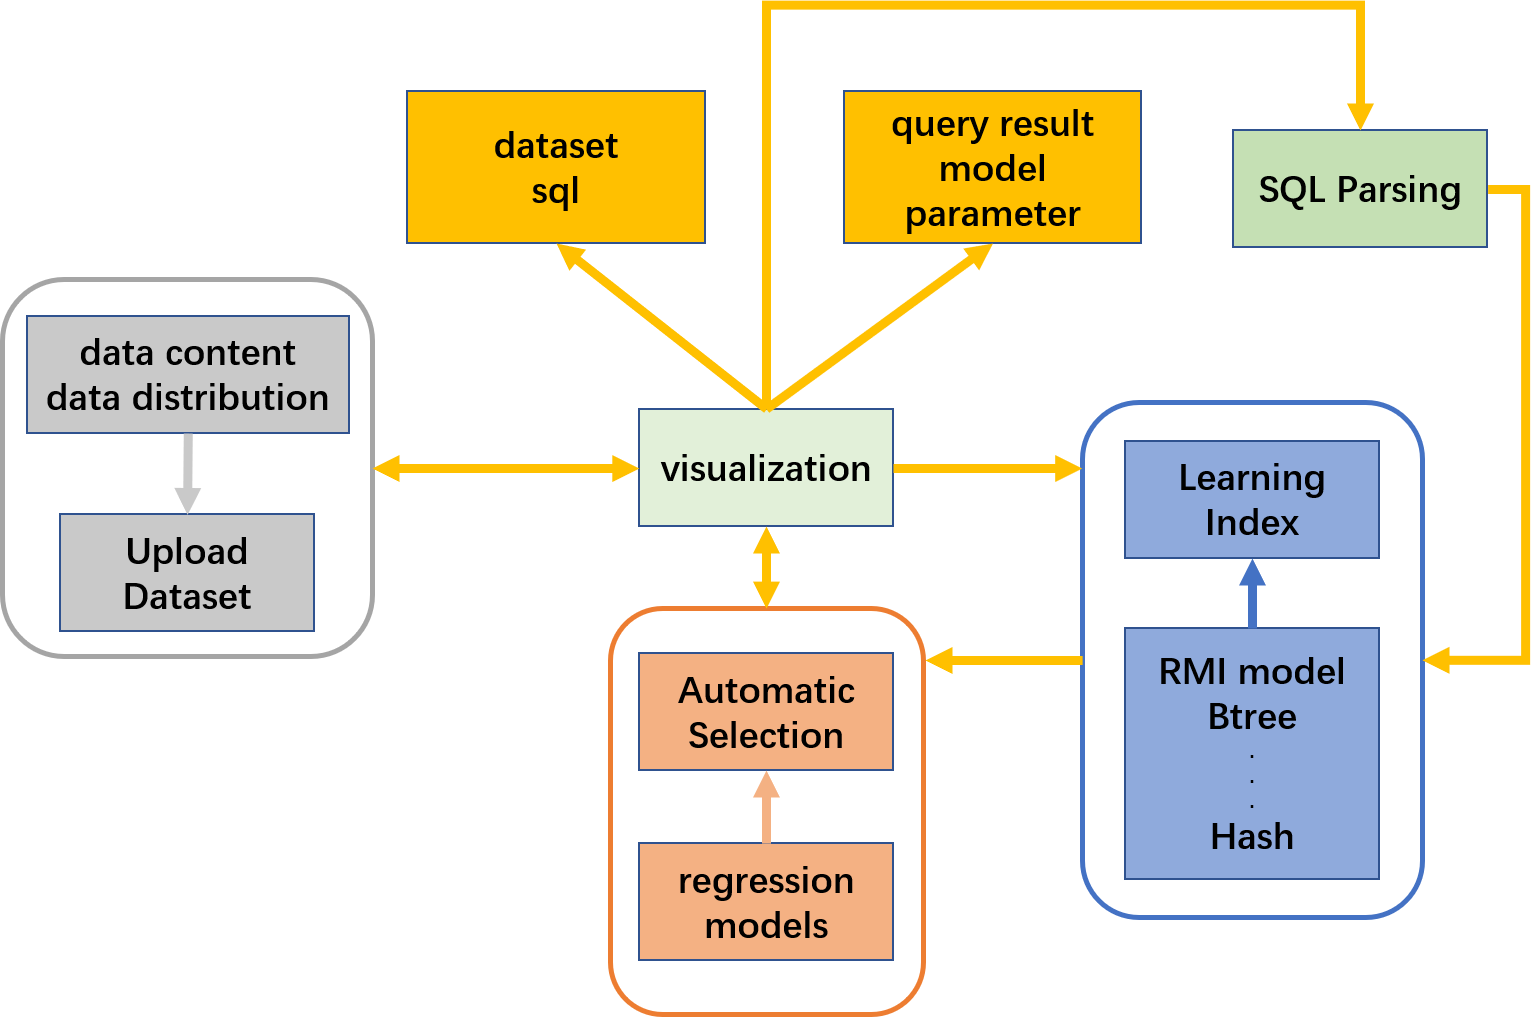 dataset
sql
query result
model
parameter
SQL Parsing
data content
data distribution
Upload
Dataset
visualization
Learning
Index
RMI model
Btree
.
.
.
Hash
Automatic
Selection
regression
models